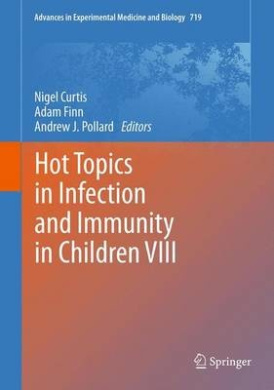 Advances in Experimental Medicine and Biology 719
Nigel Curtis
Adam Finn
Andrew J. Pollard Editors
Hot Topics
in Infection
and Immunity
in Children VIII
Springer